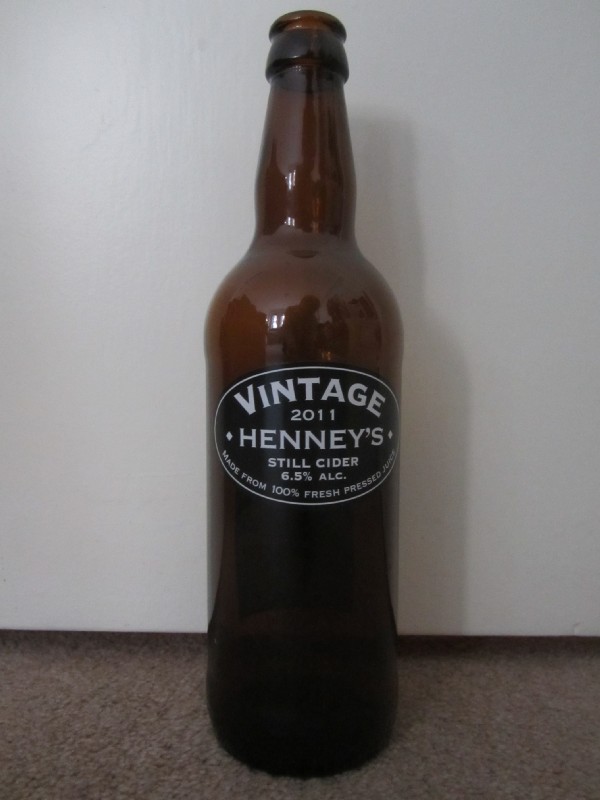 VINTAGE
2011
HENNEY'S
STILL CIDER
6.5% ALC.
MADE FROM 100% FRESH PRESSED JUICE